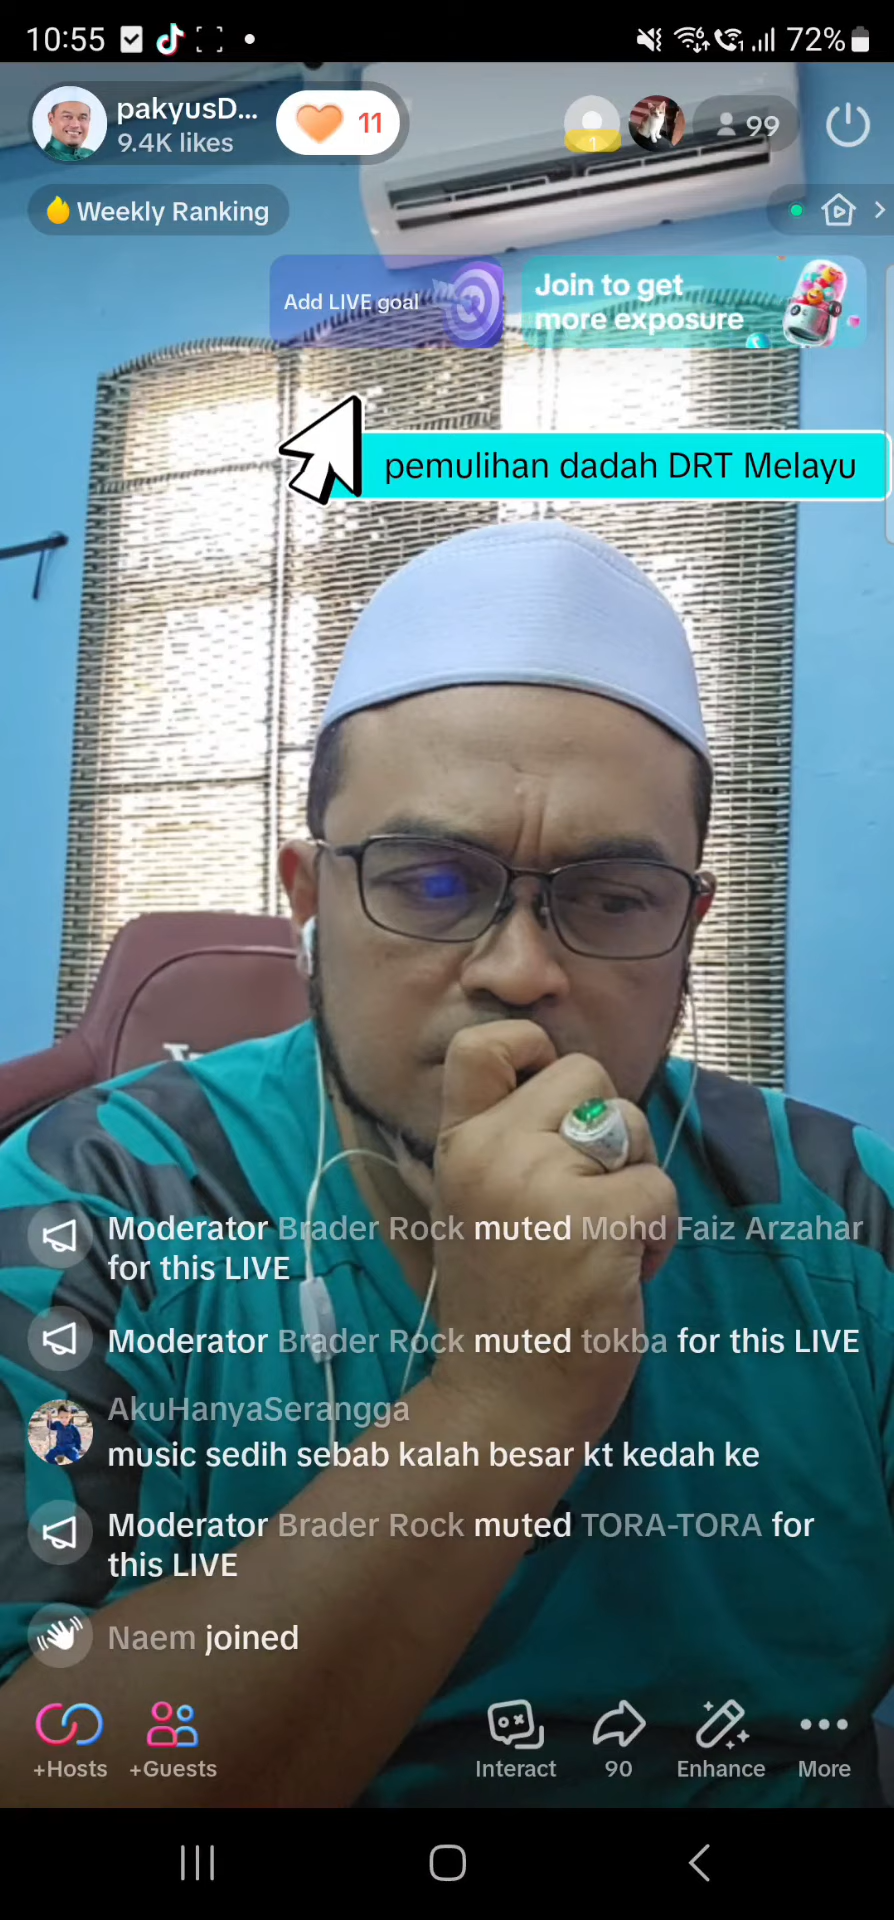 10:55
72%
pakyusD...
9.4K likes
11
1
99
Weekly Ranking
Add LIVE goal
Join to get
more exposure
pemulihan dadah DRT Melayu
Moderator Brader Rock muted Mohd Faiz Arzahar
for this LIVE
Moderator Brader Rock muted tokba for this LIVE
AkuHanyaSerangga
music sedih sebab kalah besar kt kedah ke
Moderator Brader Rock muted TORA-TORA for
this LIVE
Naem joined
+Hosts
+Guests
Interact
90
Enhance
More